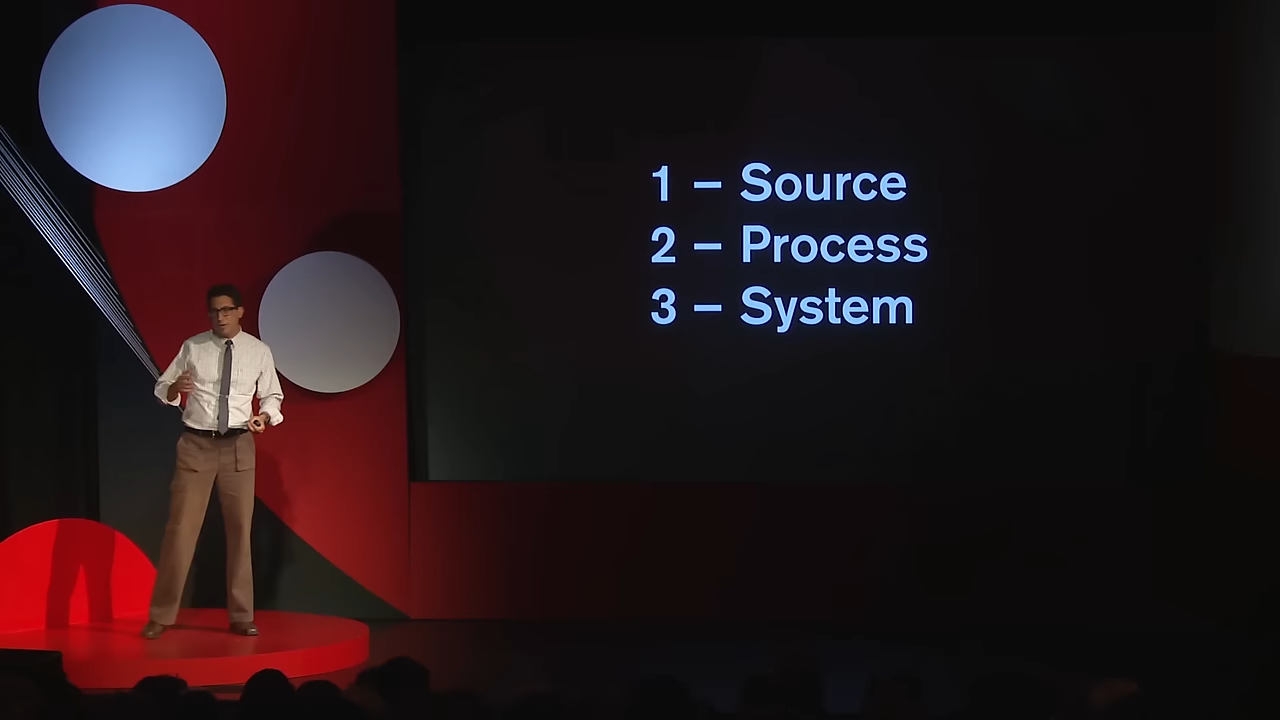 1 – Source
2 – Process
3 – System